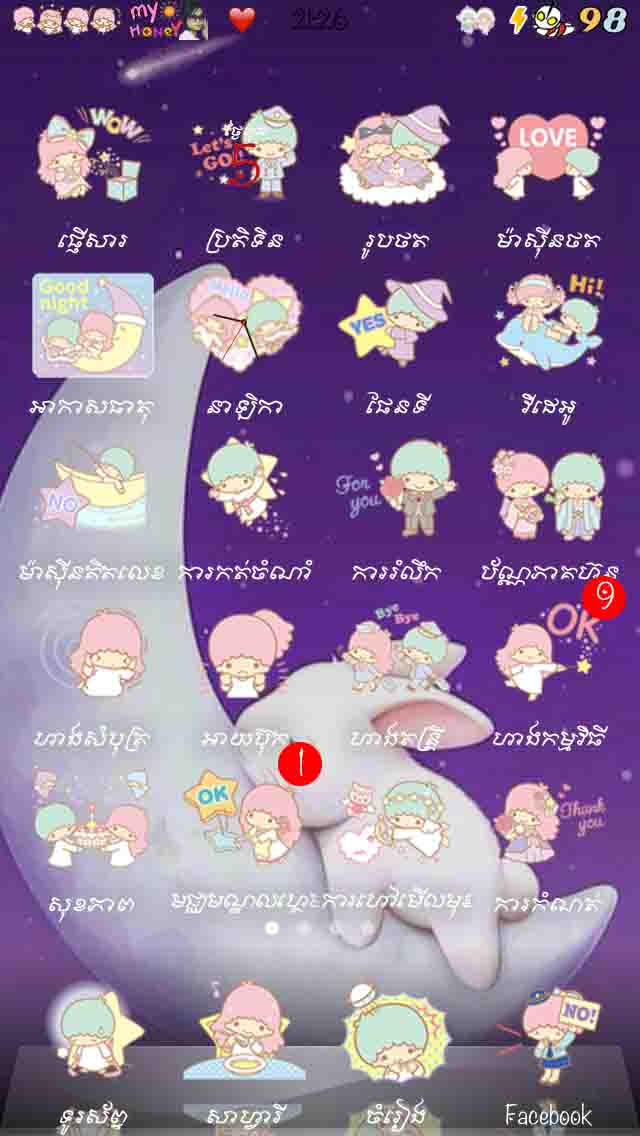 my HONEY 21:26 98
WOW Let's GO! ថ្ងៃ 5 LOVE
ផ្ញើសារ ប្រតិទិន រូបថត ម៉ាស៊ីនថត
Good night Hello YES Hi!
អាកាសធាតុ នាឡិកា ផែនទី វីដេអូ
NO For you
ម៉ាស៊ីនគិតលេខ ការកត់ចំណាំ ការរំលឹក ប័ណ្ណភាគហ៊ុន
9
Bye Bye OK
ហាងសំបុត្រ អាយប៊ុក ហាងតន្ត្រី ហាងកម្មវិធី
1
OK Thank you
សុខភាព មជ្ឈមណ្ឌលហ្គេម ការហៅមើលមុខ ការកំណត់
NO!
ទូរស័ព្ទ សាហ្វារី ចំរៀង Facebook